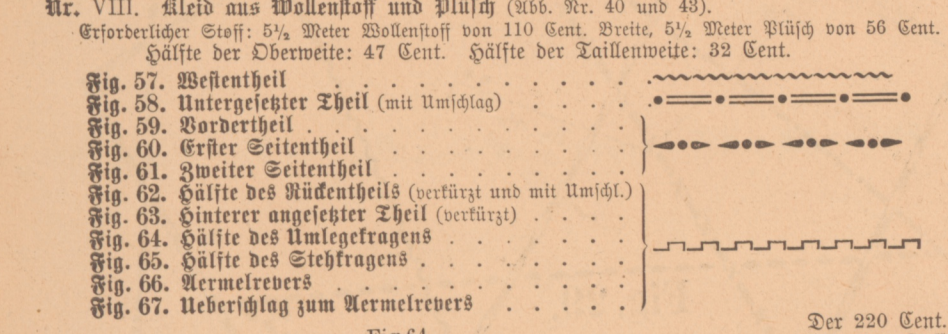 Nr. VIII. Kleid aus Wollenstoff und Plüsch (Abb. Nr. 40 und 43).
Erforderlicher Stoff: 5½ Meter Wollenstoff von 110 Cent. Breite, 5½ Meter Plüsch von 56 Cent.
Hälfte der Oberweite: 47 Cent. Hälfte der Taillenweite: 32 Cent.
Fig. 57. Westentheil . . . . . .
Fig. 58. Untergesetzter Theil (mit Umschlag) . . . .
Fig. 59. Vordertheil . . . . . . . .
Fig. 60. Erster Seitentheil . . . . . .
Fig. 61. Zweiter Seitentheil . . . . . .
Fig. 62. Hälfte des Rückentheils (verkürzt und mit Umschl.)
Fig. 63. Hinterer angesetzter Theil (verkürzt) . . . .
Fig. 64. Hälfte des Umlegekragens . . . . .
Fig. 65. Hälfte des Stehkragens . . . . . .
Fig. 66. Aermelrevers . . . . . . . .
Fig. 67. Ueberschlag zum Aermelrevers . . . .
Der 220 Cent.